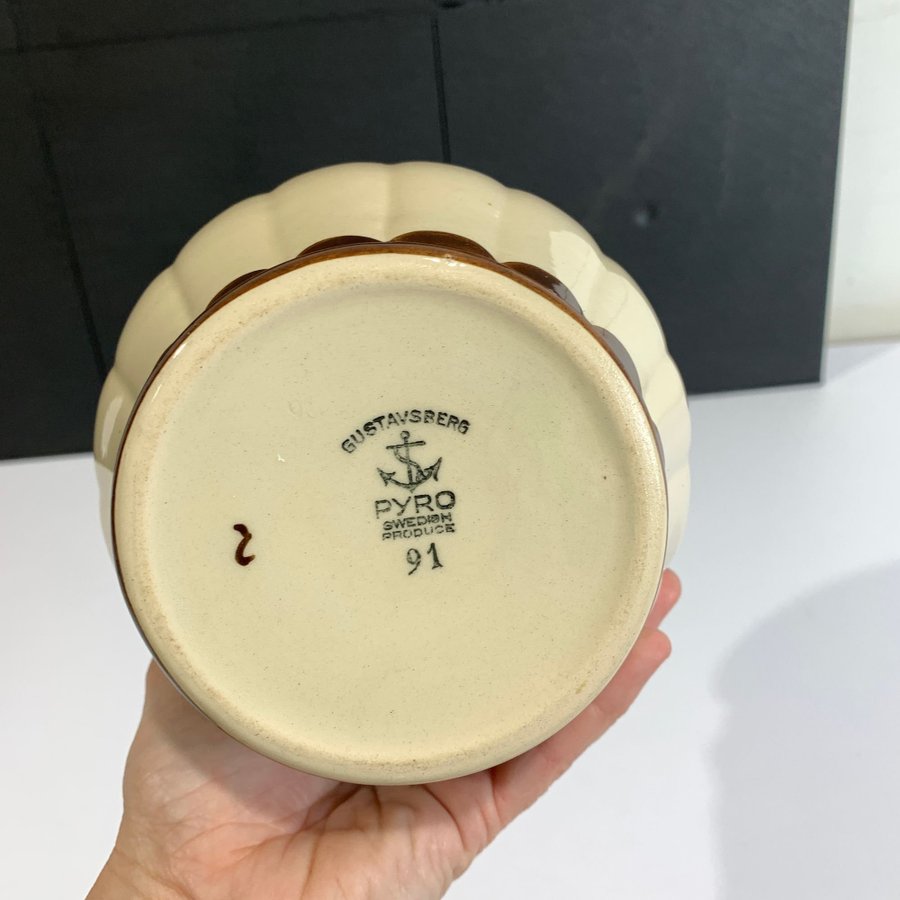 GUSTAVSBERG
PYRO
SWEDISH
PRODUCE
91
2